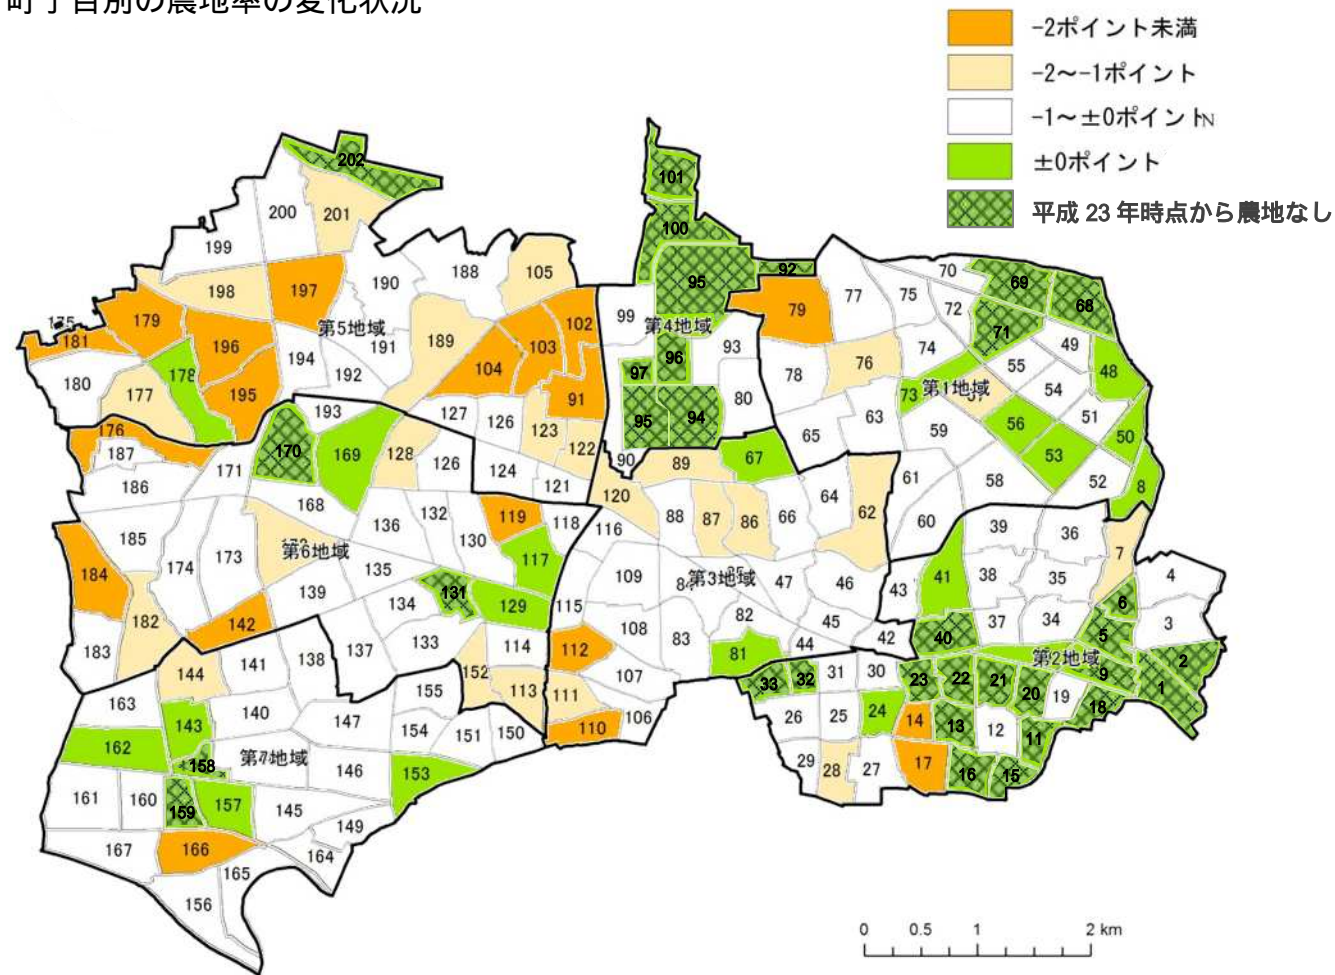 町丁目別の農地率の変化状況
-2ポイント未満
-2～-1ポイント
-1～±0ポイント N
±0ポイント
平成 23 年時点から農地なし
202
101
200 201
100
199
190 188 105
95 92
70 69 68
198 197
79 77 75 72
175 179
第5地域
102 99 第4地域
71
181 196 191 189 103
93 74 49
180 178 194 192 104
97 96 78 76 55 48
177 195 91
80 73 第1地域 54
193 127 126 123
95 94 63 56 51
176 170 169 128 122
65 59 53 50
187 171 126 124 90 89 67
61 58 52 8
186 168 121 120
64 62 60
185 136 132 119 118 116 88 87 86 66
39 36 7
174 173 第6地域 130 117
184 135 109 第3地域 47 46
43 41 38 35 4
139 131 129 115
6
182 142 134 108 82 45
40 37 34 5 3
183 133 114 112 83 81 44 42
第2地域 2
144 141 138 137 152 107
33 32 31 30 23 22 21 20 9 1
163 155 113 111
19 18
143 140 147 154 151 150 110 106
26 25 24 14 13 12 11
162 158 第7地域 146 153
29 28 27 17 16 15
161 160 159 157 145
149
167 166 164
165
156
0 0.5 1 2 km